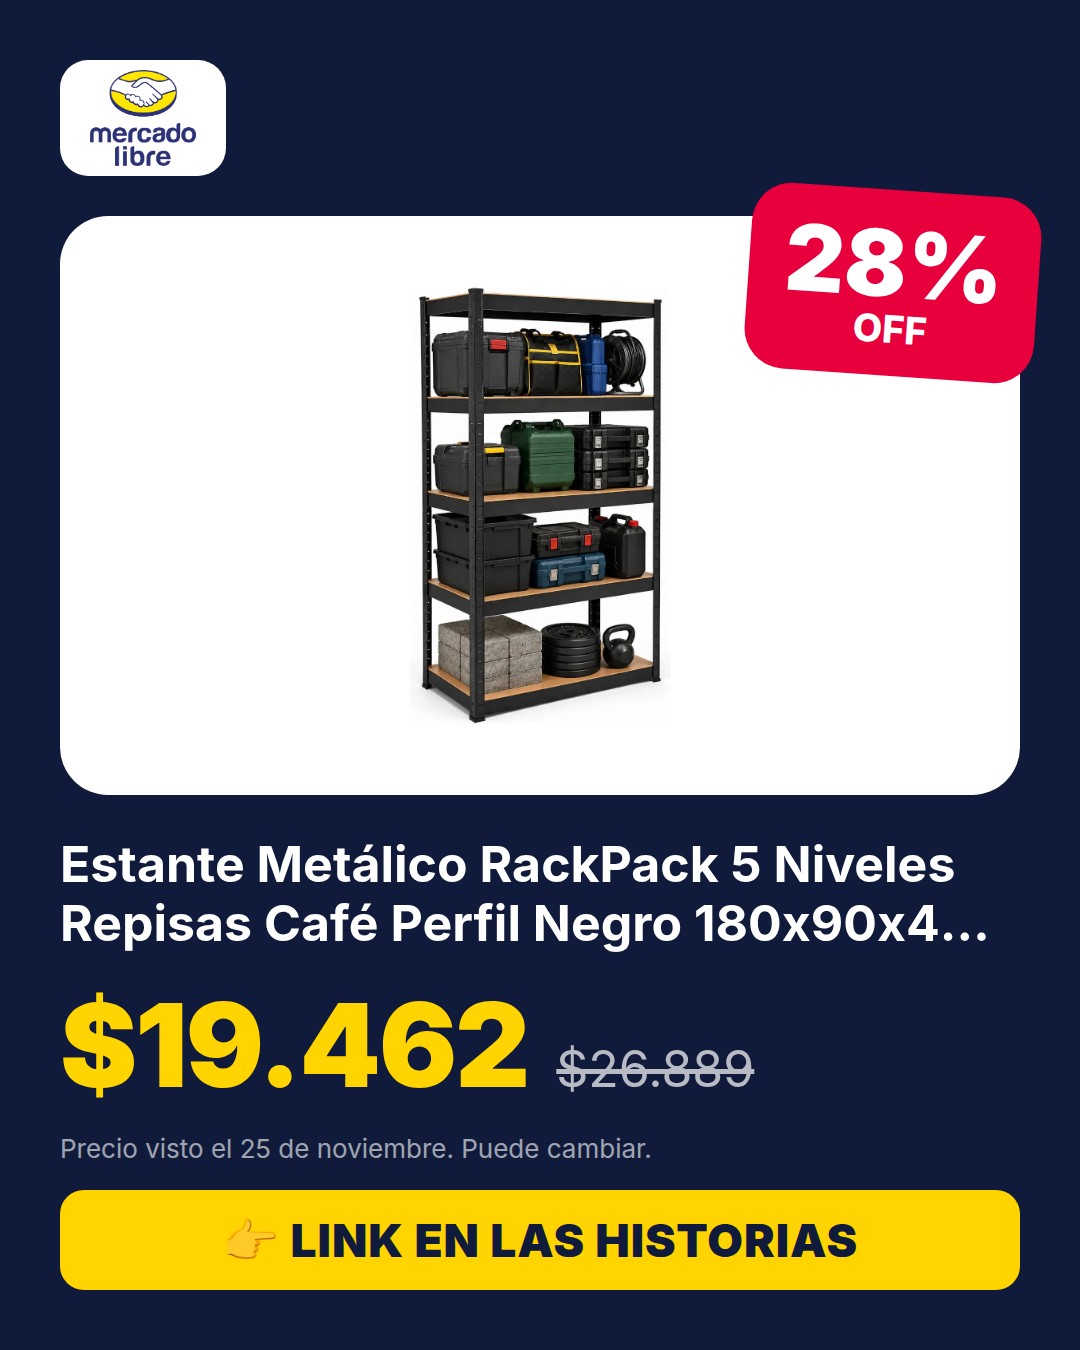 mercado
libre
28%
OFF
Estante Metálico RackPack 5 Niveles
Repisas Café Perfil Negro 180x90x4...
$19.462 $26.889
Precio visto el 25 de noviembre. Puede cambiar.
👉 LINK EN LAS HISTORIAS